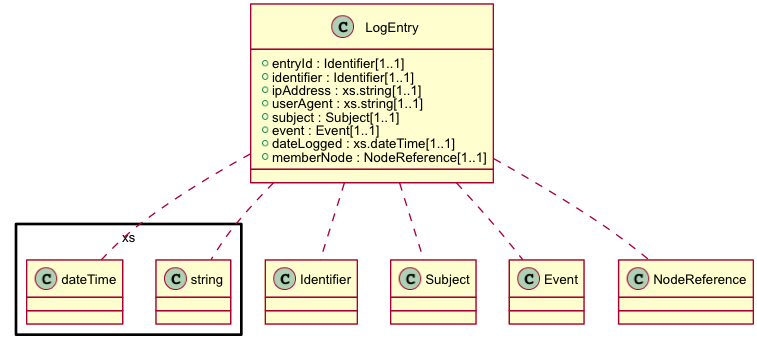 C LogEntry
entryId : Identifier[1..1]
identifier : Identifier[1..1]
ipAddress : xs.string[1..1]
userAgent : xs.string[1..1]
subject : Subject[1..1]
event : Event[1..1]
dateLogged : xs.dateTime[1..1]
memberNode : NodeReference[1..1]
xs
C dateTime
C string
C Identifier
C Subject
C Event
C NodeReference